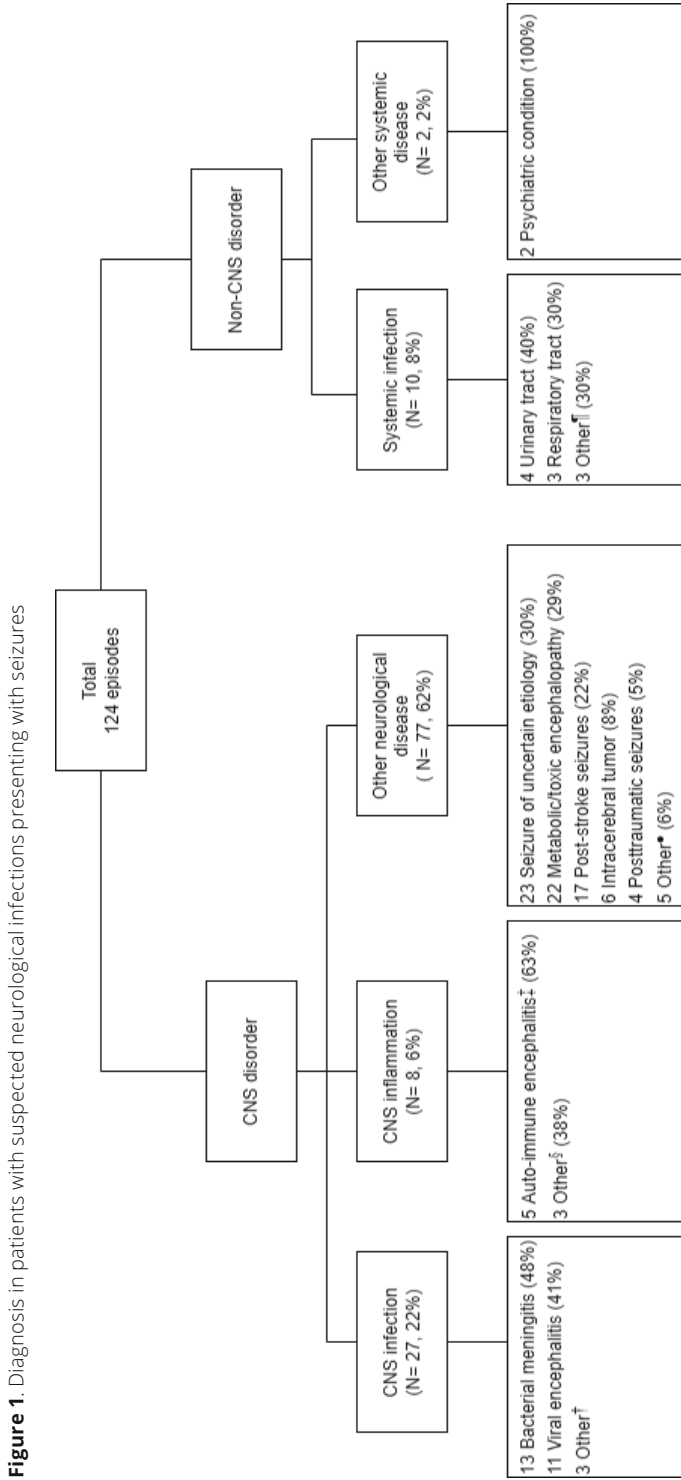 Figure 1. Diagnosis in patients with suspected neurological infections presenting with seizures
Total
124 episodes
CNS disorder
Non-CNS disorder
CNS infection
(N= 27, 22%)
CNS inflammation
(N= 8, 6%)
Other neurological
disease
( N= 77, 62%)
Systemic infection
(N= 10, 8%)
Other systemic
disease
(N= 2, 2%)
13 Bacterial meningitis (48%)
11 Viral encephalitis (41%)
3 Other†
5 Auto-immune encephalitis‡ (63%)
3 Other§ (38%)
23 Seizure of uncertain etiology (30%)
22 Metabolic/toxic encephalopathy (29%)
17 Post-stroke seizures (22%)
6 Intracerebral tumor (8%)
4 Posttraumatic seizures (5%)
5 Other• (6%)
4 Urinary tract (40%)
3 Respiratory tract (30%)
3 Other¶ (30%)
2 Psychiatric condition (100%)